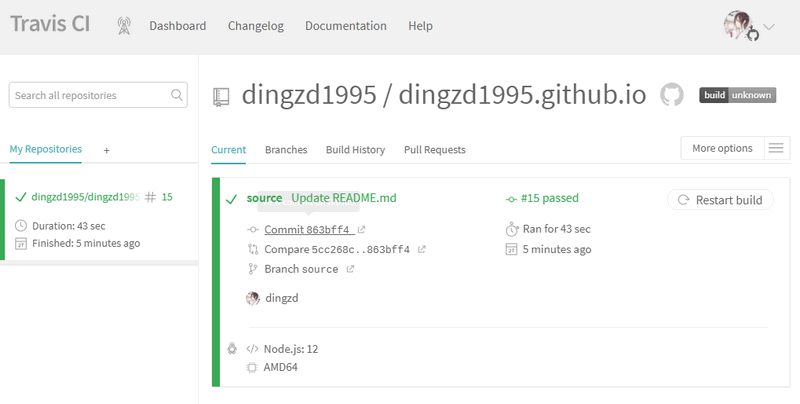 Travis CI Dashboard Changelog Documentation Help
Search all repositories
dingzd1995 / dingzd1995.github.io
build unknown
My Repositories +
Current Branches Build History Pull Requests
More options
dingzd1995/dingzd1995 # 15
Duration: 43 sec
Finished: 5 minutes ago
source Update README.md
#15 passed
Restart build
Commit 863bff4
Ran for 43 sec
Compare 5cc268c..863bff4
5 minutes ago
Branch source
dingzd
</> Node.js: 12
AMD64